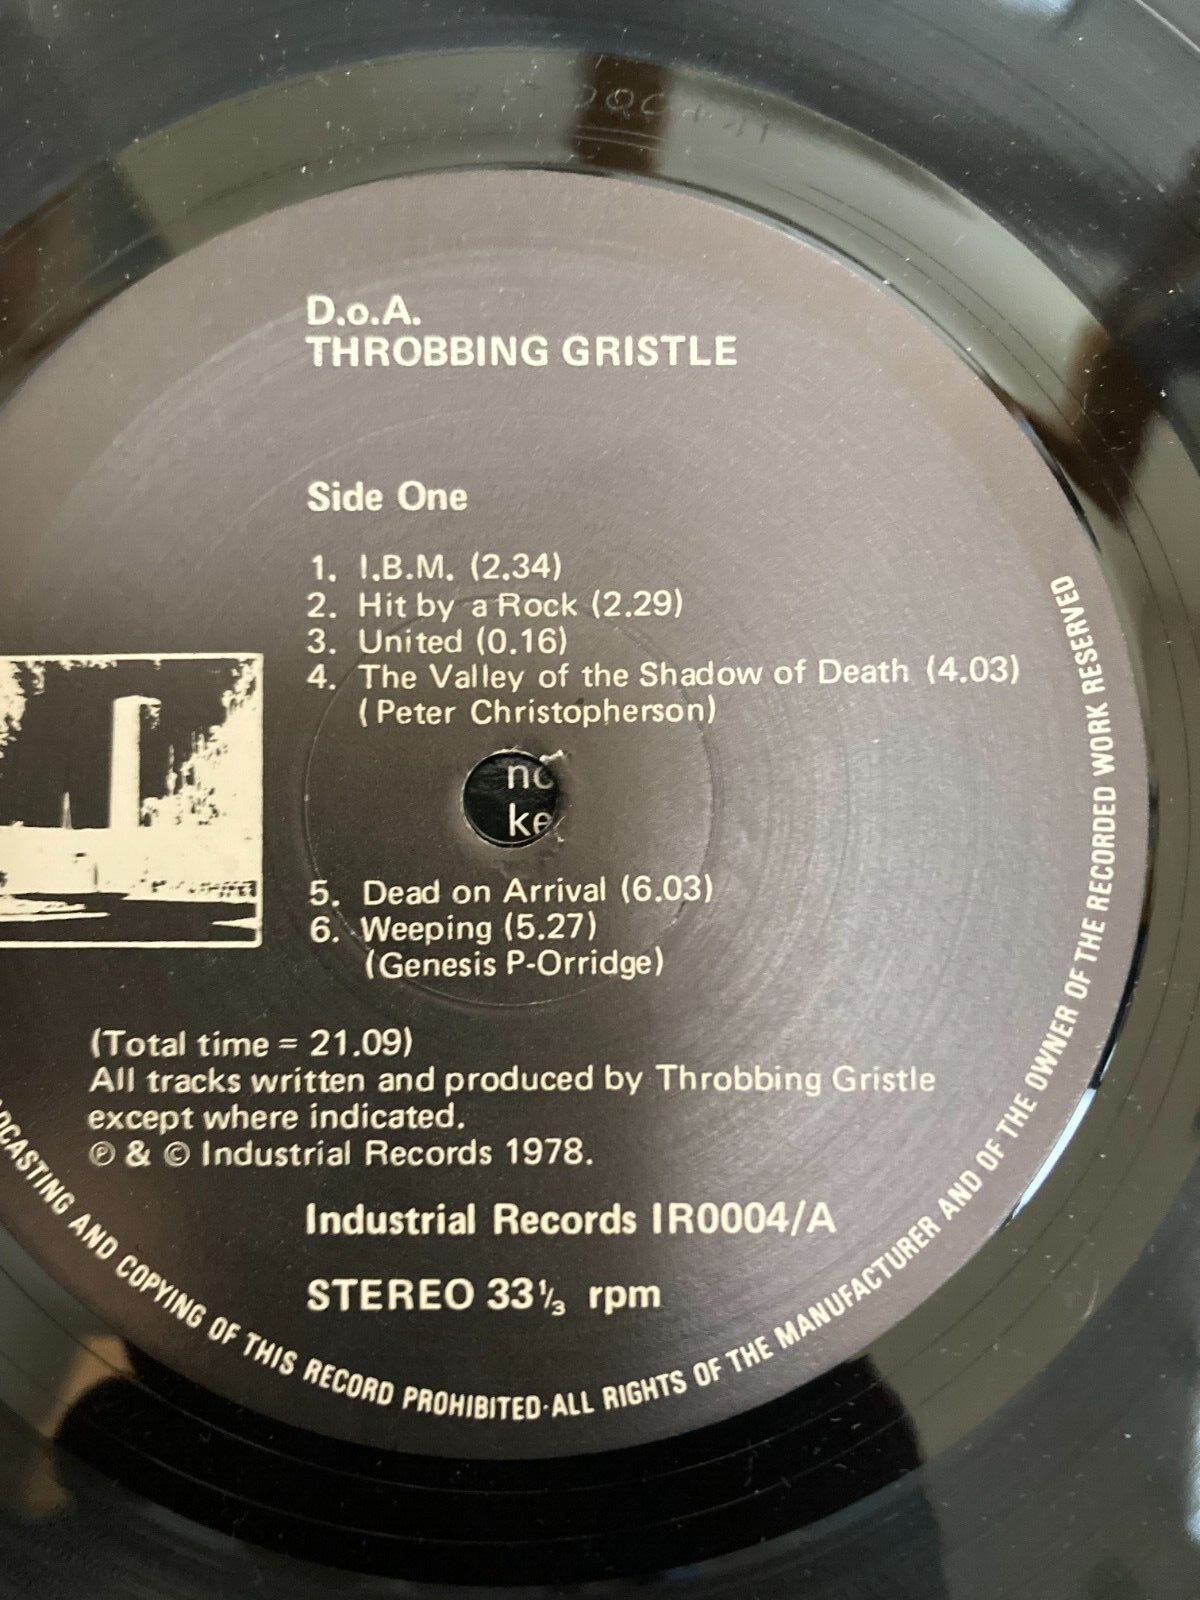 D.o.A.
THROBBING GRISTLE
Side One
1. I.B.M. (2.34)
2. Hit by a Rock (2.29)
3. United (0.16)
4. The Valley of the Shadow of Death (4.03)
(Peter Christopherson)
no
ke
5. Dead on Arrival (6.03)
6. Weeping (5.27)
(Genesis P-Orridge)
(Total time = 21.09)
All tracks written and produced by Throbbing Gristle
except where indicated.
℗ & © Industrial Records 1978.
Industrial Records IR0004/A
STEREO 33⅓ rpm
DCASTING AND COPYING OF THIS RECORD PROHIBITED·ALL RIGHTS OF THE MANUFACTURER AND OF THE OWNER OF THE RECORDED WORK RESERVED